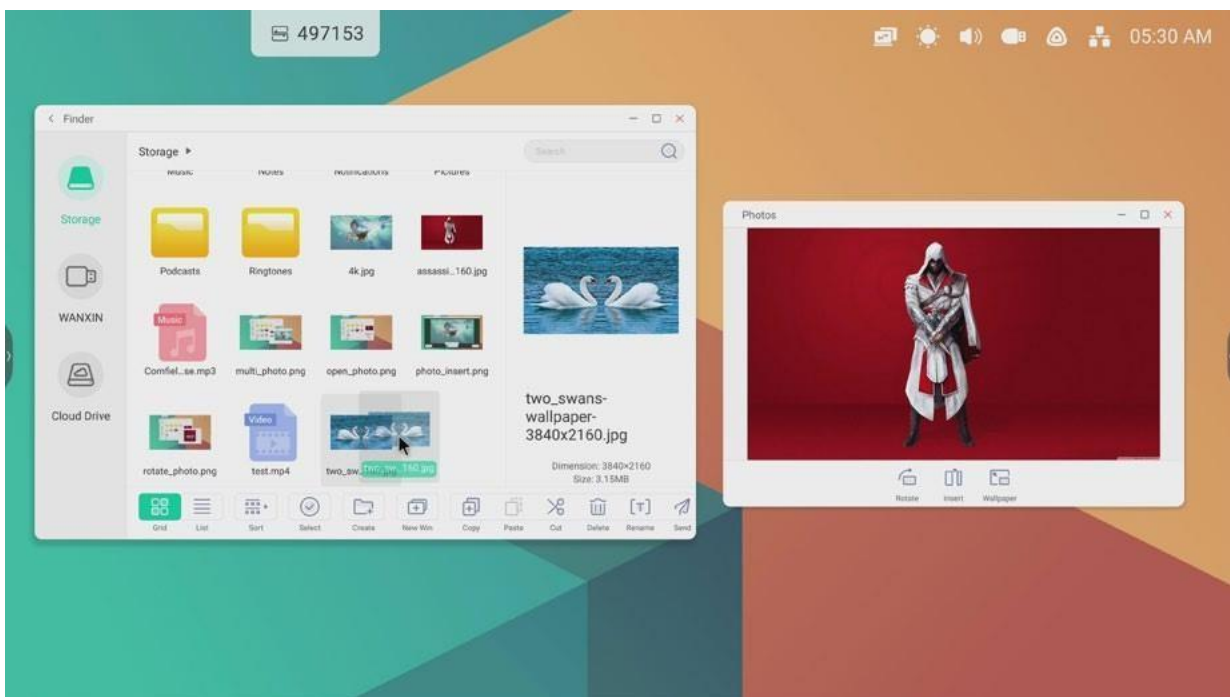 497153
05:30 AM
Finder
Storage
Search
Storage
WANXIN
Cloud Drive
Music
Notes
Notifications
Pictures
Podcasts
Ringtones
4k.jpg
assassi...160.jpg
Music
Comfiel...se.mp3
multi_photo.png
open_photo.png
photo_insert.png
Video
rotate_photo.png
test.mp4
two_sw
160.jpg
two_swans-
wallpaper-
3840x2160.jpg
Dimension: 3840×2160
Size: 3.15MB
Grid
List
Sort
Select
Create
New Win
Copy
Paste
Cut
Delete
Rename
Send
Photos
Rotate
Insert
Wallpaper